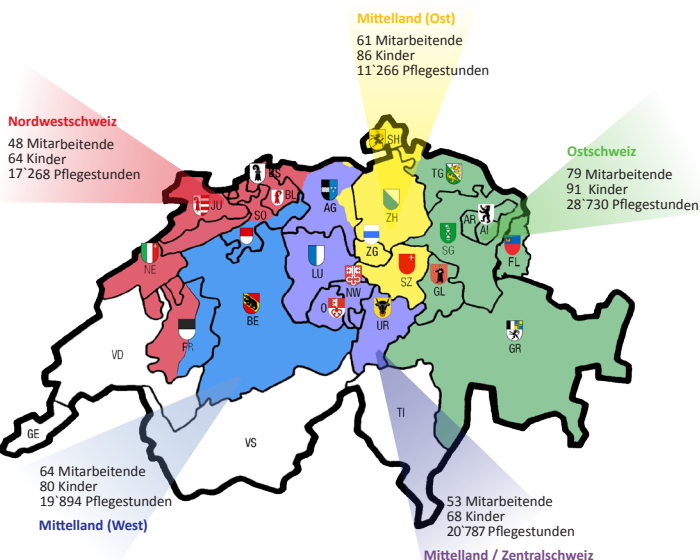 Mittelland (Ost)
61 Mitarbeitende
86 Kinder
11`266 Pflegestunden
Nordwestschweiz
48 Mitarbeitende
64 Kinder
17`268 Pflegestunden
Ostschweiz
79 Mitarbeitende
91 Kinder
28`730 Pflegestunden
SH
BS
BL
TG
JU
SO
AG
ZH
AR
AI
NE
ZG
SG
FL
LU
SZ
NW
GL
BE
O
UR
FR
GR
VD
TI
GE
VS
64 Mitarbeitende
80 Kinder
19`894 Pflegestunden
Mittelland (West)
53 Mitarbeitende
68 Kinder
20`787 Pflegestunden
Mittelland / Zentralschweiz